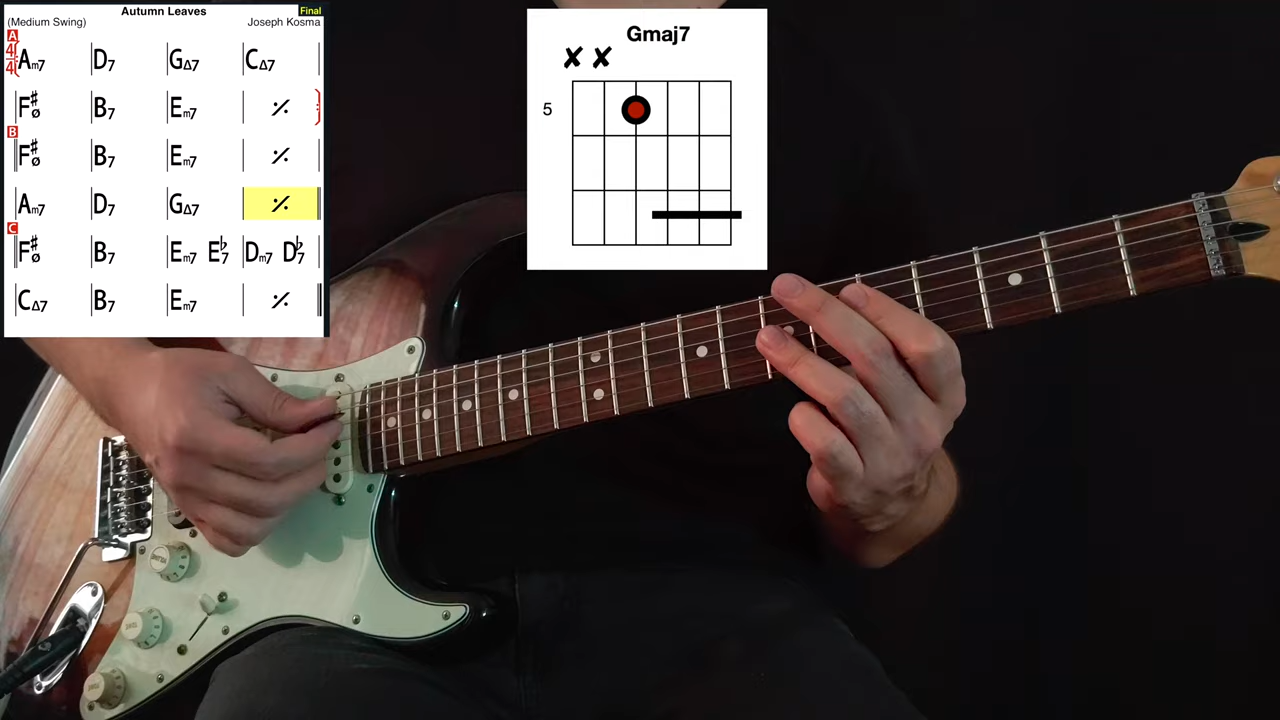 Autumn Leaves
Final
(Medium Swing)
Joseph Kosma
A
4/4 Am7 D7 GΔ7 CΔ7
F#ø B7 Em7 𝄎
B
F#ø B7 Em7 𝄎
Am7 D7 GΔ7 𝄎
C
F#ø B7 Em7 E♭7 Dm7 D♭7
CΔ7 B7 Em7 𝄎
Gmaj7
✘ ✘
5